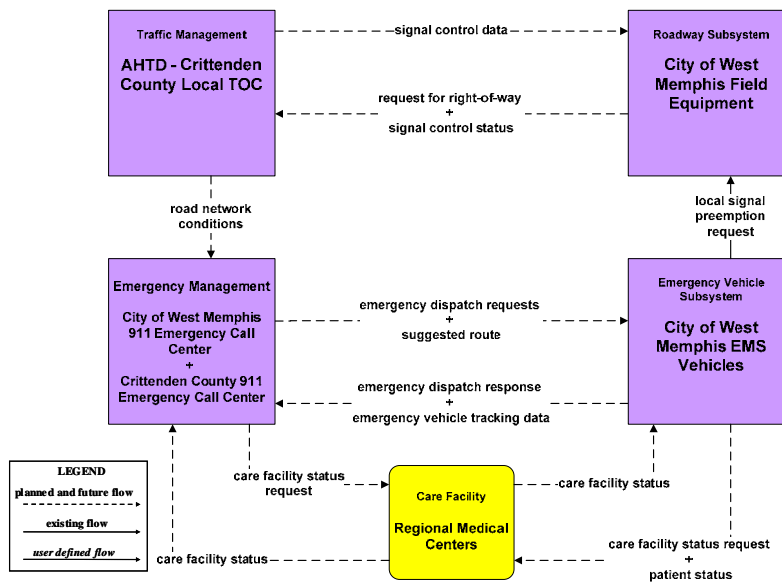 Traffic Management
AHTD - Crittenden
County Local TOC
signal control data
Roadway Subsystem
City of West
Memphis Field
Equipment
request for right-of-way
+
signal control status
road network
conditions
local signal
preemption
request
Emergency Management
City of West Memphis
911 Emergency Call
Center
+
Crittenden County 911
Emergency Call Center
emergency dispatch requests
+
suggested route
Emergency Vehicle
Subsystem
City of West
Memphis EMS
Vehicles
emergency dispatch response
+
emergency vehicle tracking data
LEGEND
planned and future flow
existing flow
user defined flow
care facility status
request
Care Facility
Regional Medical
Centers
care facility status
care facility status
care facility status request
+
patient status